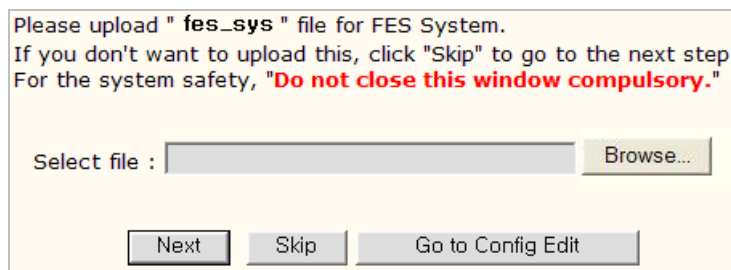 Please upload " fes_sys " file for FES System.
If you don't want to upload this, click "Skip" to go to the next step
For the system safety, "Do not close this window compulsory."
Select file : Browse...
Next Skip Go to Config Edit